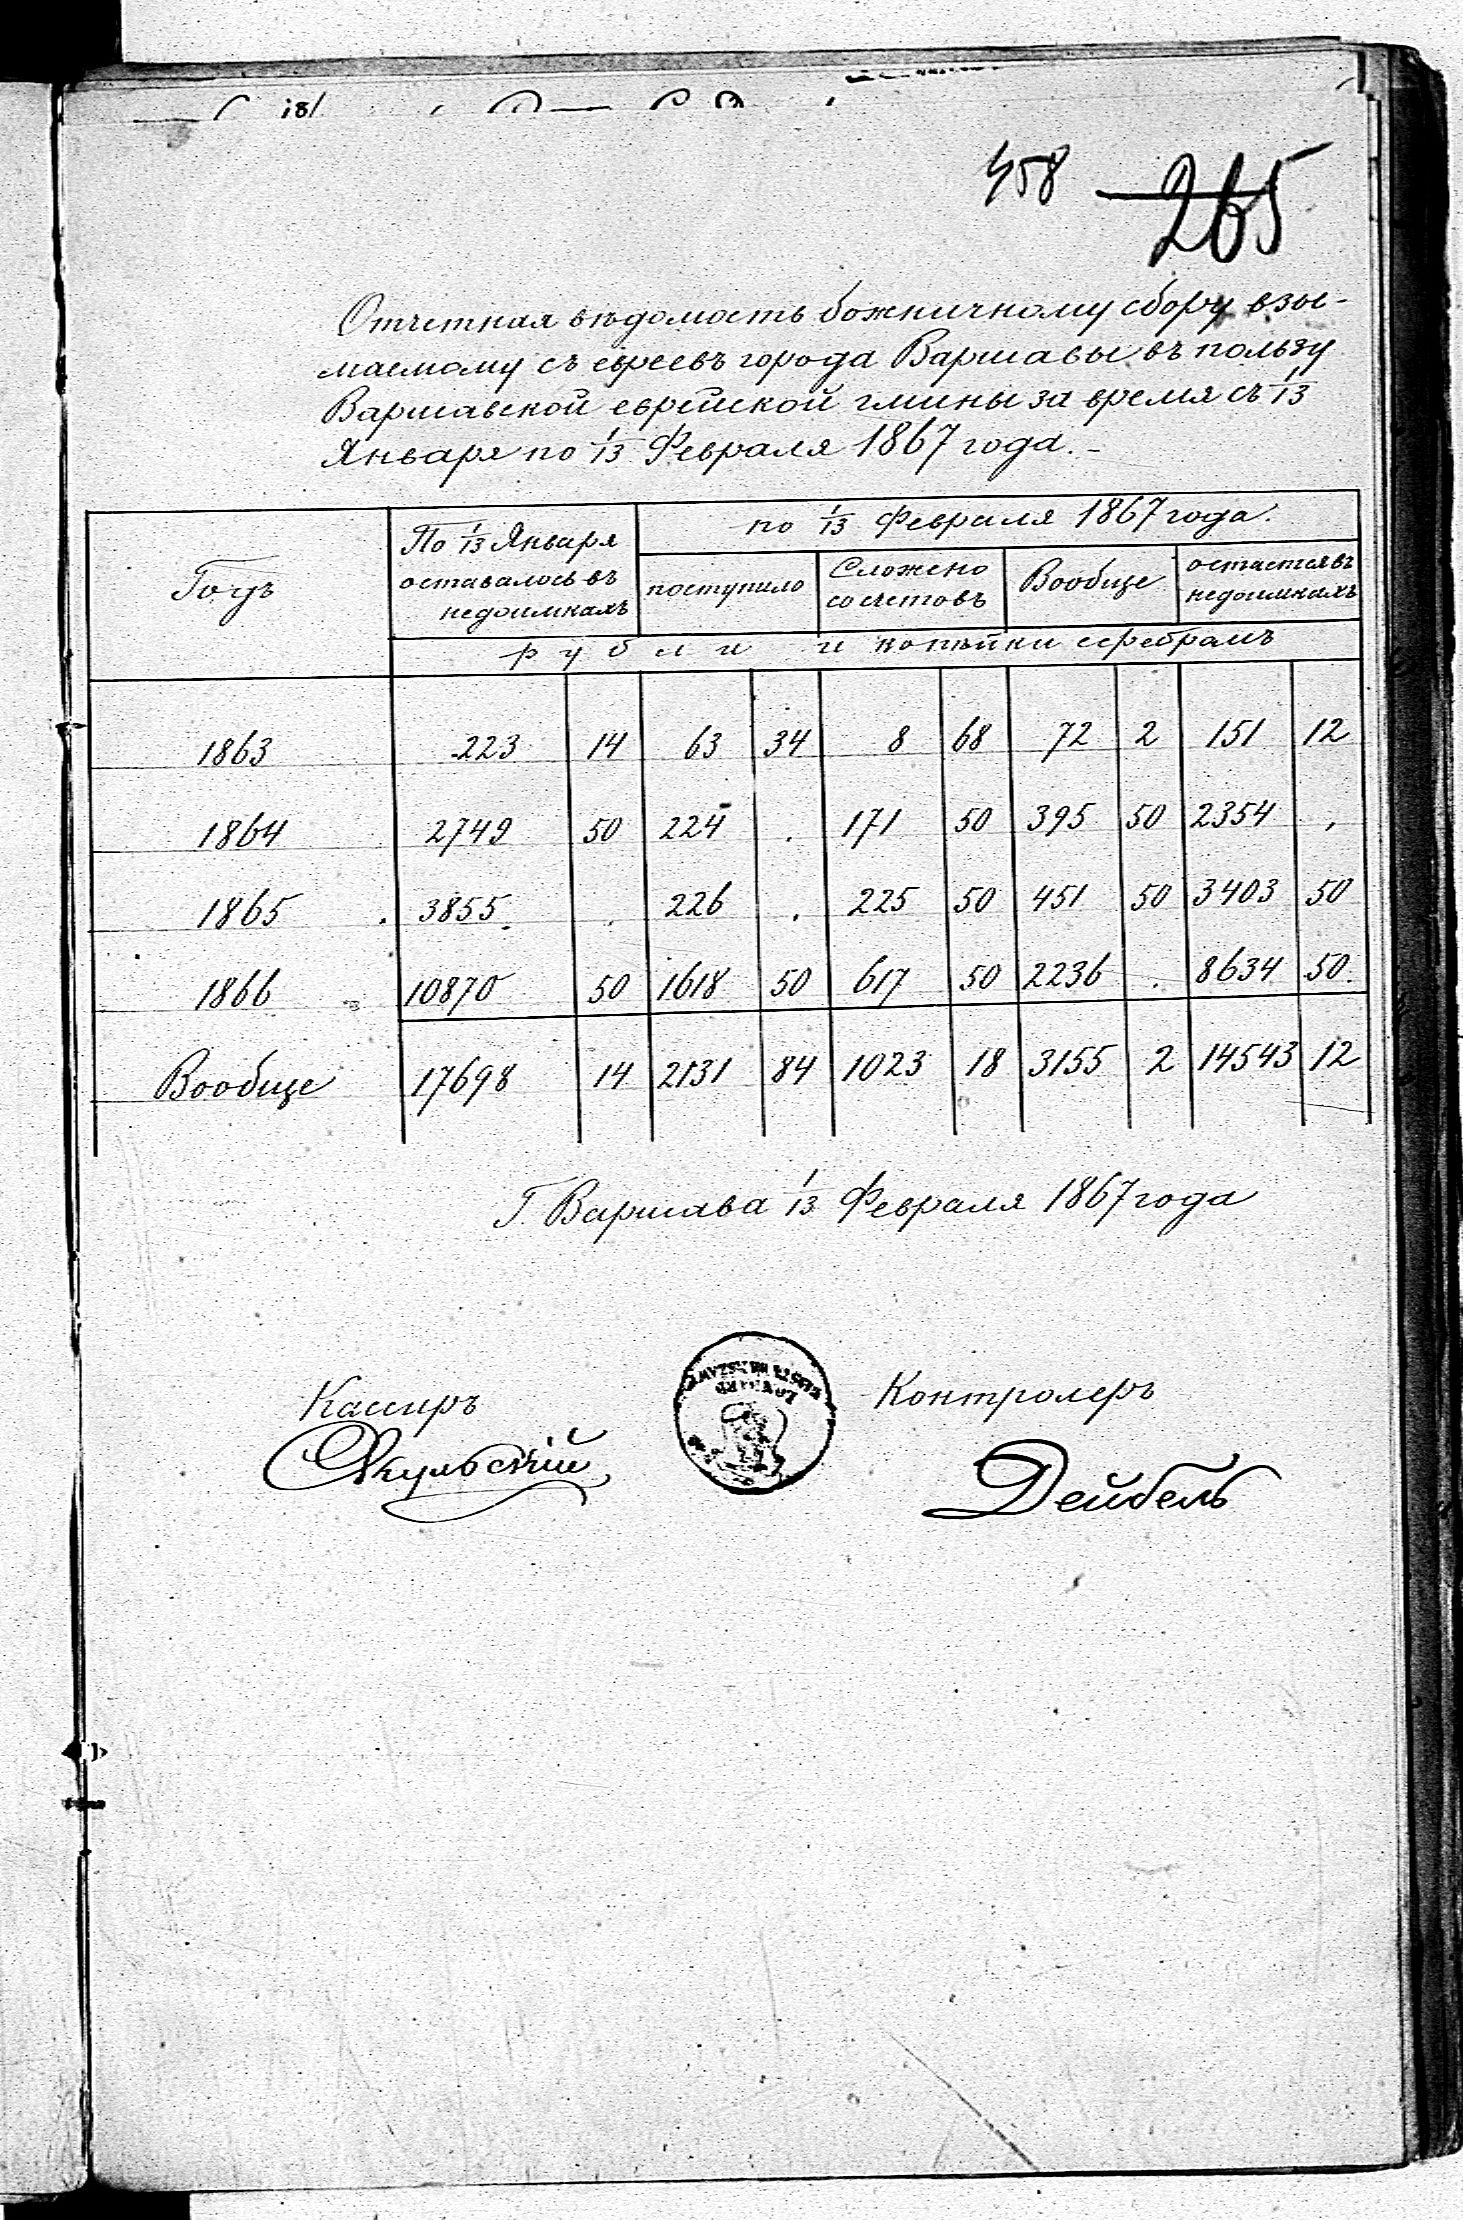 458 265
Отчетная вѣдомость божничному сбору взы-
маемому съ евреевъ города Варшавы въ пользу
Варшавской еврейской гмины за время съ 1/13
Января по 1/13 Февраля 1867 года.-
Годъ | По 1/13 Января оставалось въ недоимкахъ | по 1/13 Февраля 1867 года.
поступило | Сложено со счетовъ | Вообще | остается въ недоимкахъ
рубли и копѣйки серебромъ
1863 | 223 | 14 | 63 | 34 | 8 | 68 | 72 | 2 | 151 | 12
1864 | 2749 | 50 | 224 | . | 171 | 50 | 395 | 50 | 2354 | .
1865 | 3855 | . | 226 | . | 225 | 50 | 451 | 50 | 3403 | 50
1866 | 10870 | 50 | 1618 | 50 | 617 | 50 | 2236 | . | 8634 | 50.
Вообще | 17698 | 14 | 2131 | 84 | 1023 | 18 | 3155 | 2 | 14543 | 12
Г. Варшава 1/13 Февраля 1867 года
Кассиръ Контролеръ
Дейбель